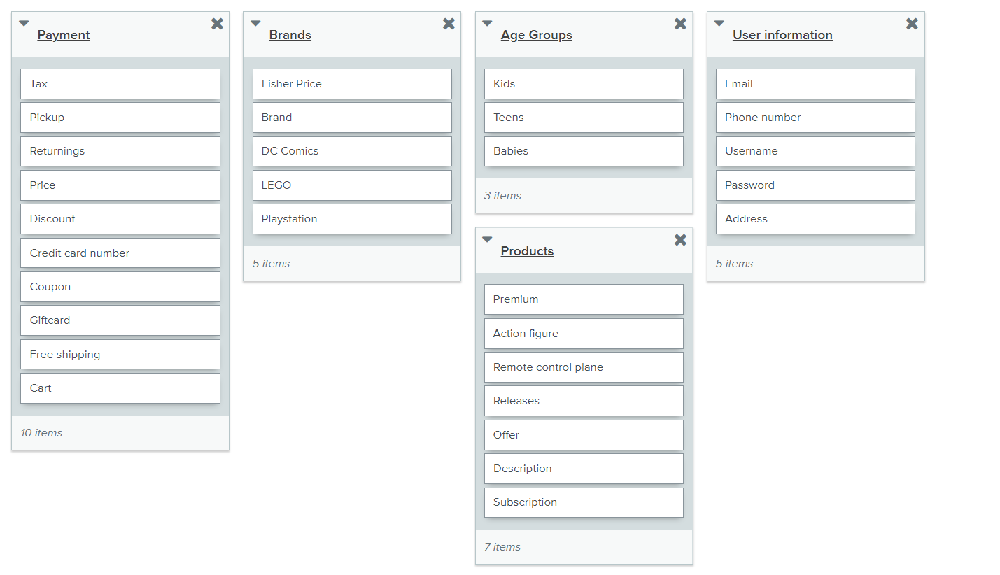 Payment
Tax
Pickup
Returnings
Price
Discount
Credit card number
Coupon
Giftcard
Free shipping
Cart
10 items
Brands
Fisher Price
Brand
DC Comics
LEGO
Playstation
5 items
Age Groups
Kids
Teens
Babies
3 items
Products
Premium
Action figure
Remote control plane
Releases
Offer
Description
Subscription
7 items
User information
Email
Phone number
Username
Password
Address
5 items